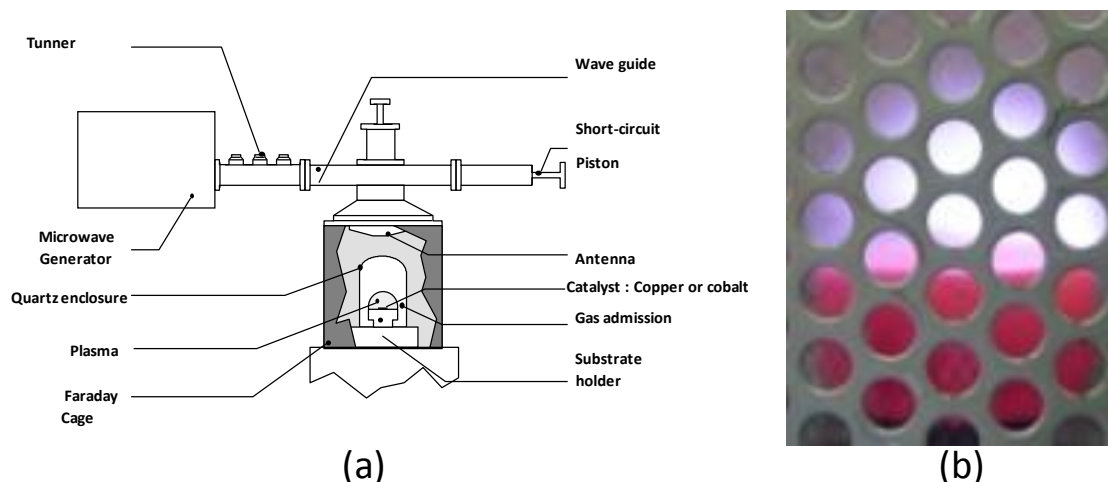 Tunner
Wave guide
Short-circuit
Piston
Microwave
Generator
Antenna
Quartz enclosure
Catalyst : Copper or cobalt
Gas admission
Plasma
Substrate
holder
Faraday
Cage
(a)
(b)